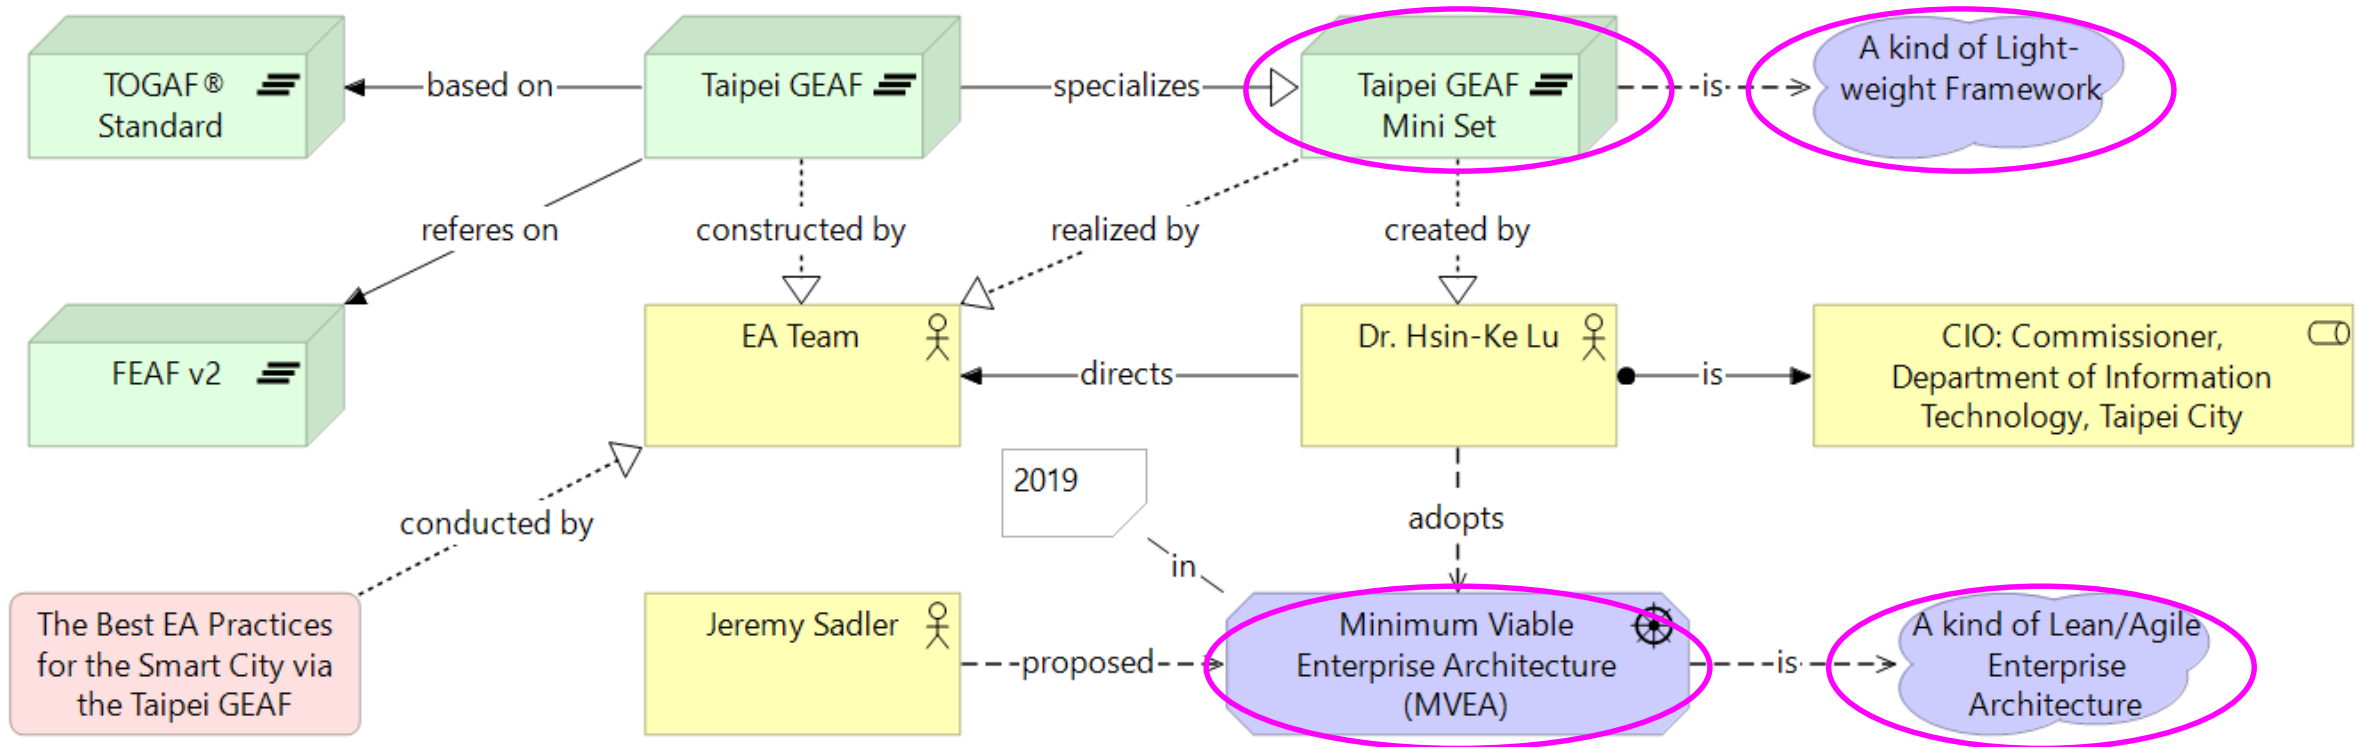 TOGAF®
Standard
based on
Taipei GEAF
specializes
Taipei GEAF
Mini Set
is
A kind of Light-
weight Framework
referes on
constructed by
realized by
created by
FEAF v2
EA Team
directs
Dr. Hsin-Ke Lu
is
CIO: Commissioner,
Department of Information
Technology, Taipei City
conducted by
2019
in
adopts
The Best EA Practices
for the Smart City via
the Taipei GEAF
Jeremy Sadler
proposed
Minimum Viable
Enterprise Architecture
(MVEA)
is
A kind of Lean/Agile
Enterprise
Architecture